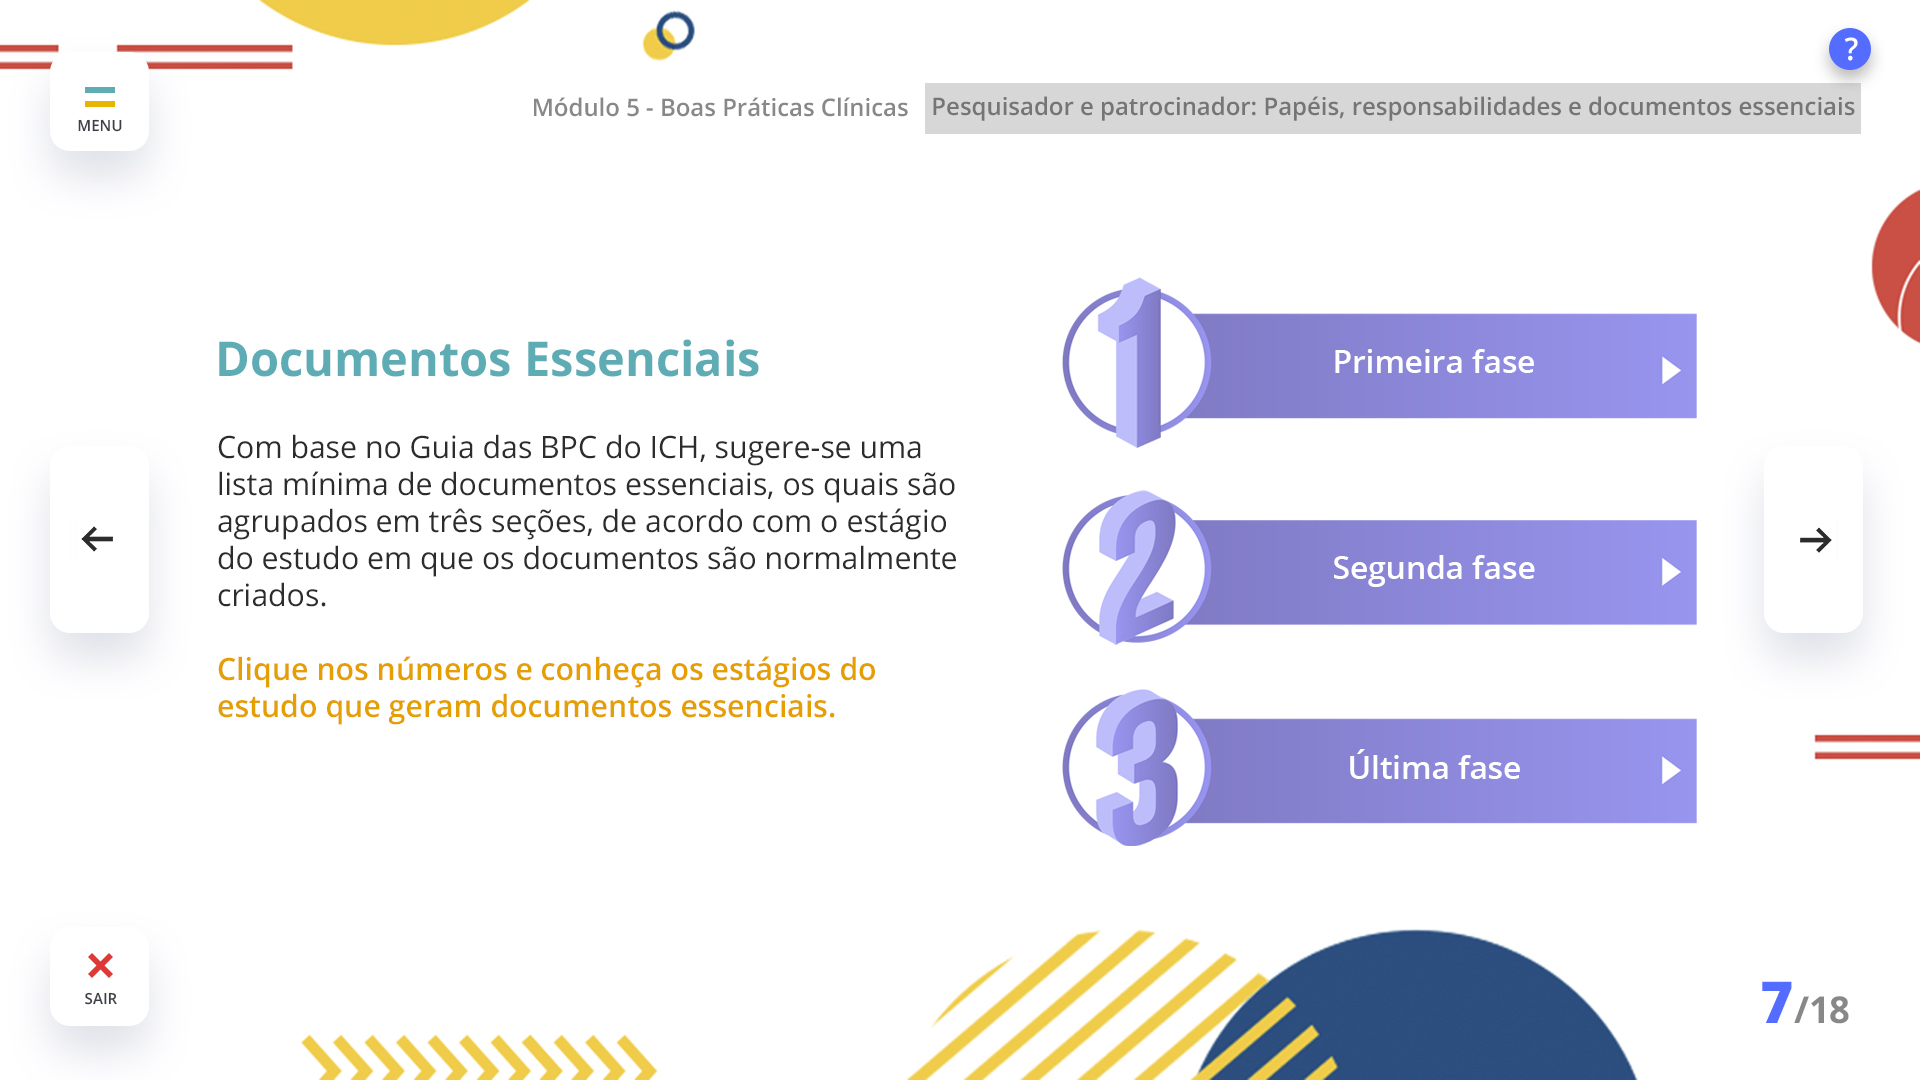 ?
MENU
Módulo 5 - Boas Práticas Clínicas
Pesquisador e patrocinador: Papéis, responsabilidades e documentos essenciais
Documentos Essenciais
Com base no Guia das BPC do ICH, sugere-se uma
lista mínima de documentos essenciais, os quais são
agrupados em três seções, de acordo com o estágio
do estudo em que os documentos são normalmente
criados.
Clique nos números e conheça os estágios do
estudo que geram documentos essenciais.
1 Primeira fase
2 Segunda fase
3 Última fase
SAIR
7/18